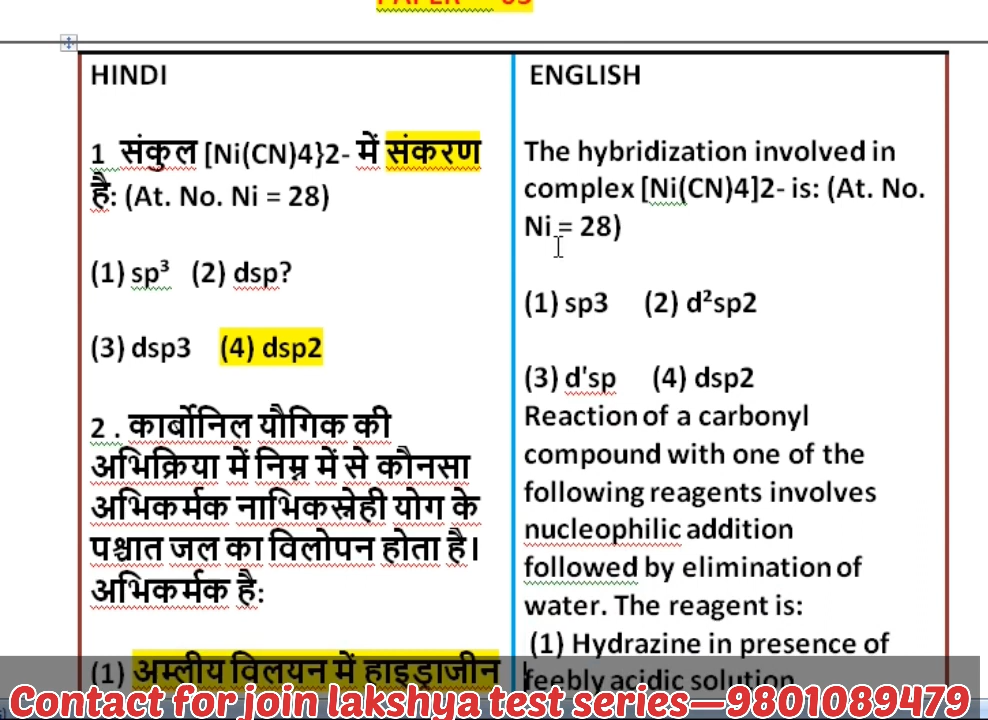 PAPER - 03
HINDI
1 संकुल [Ni(CN)4}2- में संकरण
है: (At. No. Ni = 28)
(1) sp³ (2) dsp?
(3) dsp3 (4) dsp2
2 . कार्बोनिल यौगिक की
अभिक्रिया में निम्न में से कौनसा
अभिकर्मक नाभिकस्नेही योग के
पश्चात जल का विलोपन होता है।
अभिकर्मक है:
(1) अम्लीय विलयन में हाइड्राजीन
ENGLISH
The hybridization involved in
complex [Ni(CN)4]2- is: (At. No.
Ni = 28)
(1) sp3 (2) d²sp2
(3) d'sp (4) dsp2
Reaction of a carbonyl
compound with one of the
following reagents involves
nucleophilic addition
followed by elimination of
water. The reagent is:
(1) Hydrazine in presence of
feebly acidic solution
Contact for join lakshya test series—9801089479